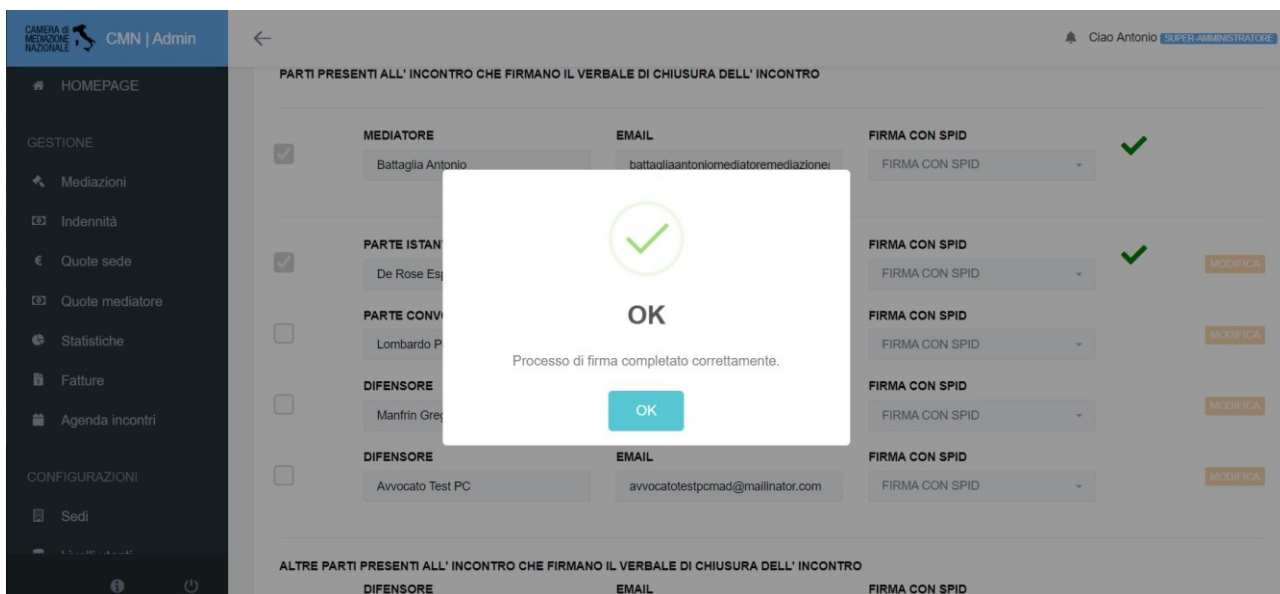 CAMERA di
MEDIAZIONE
NAZIONALE
CMN | Admin
Ciao Antonio SUPER-AMMINISTRATORE
HOMEPAGE
GESTIONE
Mediazioni
Indennità
€ Quote sede
Quote mediatore
Statistiche
Fatture
Agenda incontri
CONFIGURAZIONI
Sedi
Livelli utenti
PARTI PRESENTI ALL' INCONTRO CHE FIRMANO IL VERBALE DI CHIUSURA DELL' INCONTRO
MEDIATORE EMAIL FIRMA CON SPID
Battaglia Antonio battagliaantoniomediatoremediazione FIRMA CON SPID
PARTE ISTAN FIRMA CON SPID
De Rose Esp FIRMA CON SPID MODIFICA
PARTE CONV FIRMA CON SPID
Lombardo P FIRMA CON SPID MODIFICA
DIFENSORE FIRMA CON SPID
Manfrin Greg FIRMA CON SPID MODIFICA
DIFENSORE EMAIL FIRMA CON SPID
Avvocato Test PC avvocatotestpcmad@mailinator.com FIRMA CON SPID MODIFICA
OK
Processo di firma completato correttamente.
OK
ALTRE PARTI PRESENTI ALL' INCONTRO CHE FIRMANO IL VERBALE DI CHIUSURA DELL' INCONTRO
DIFENSORE EMAIL FIRMA CON SPID